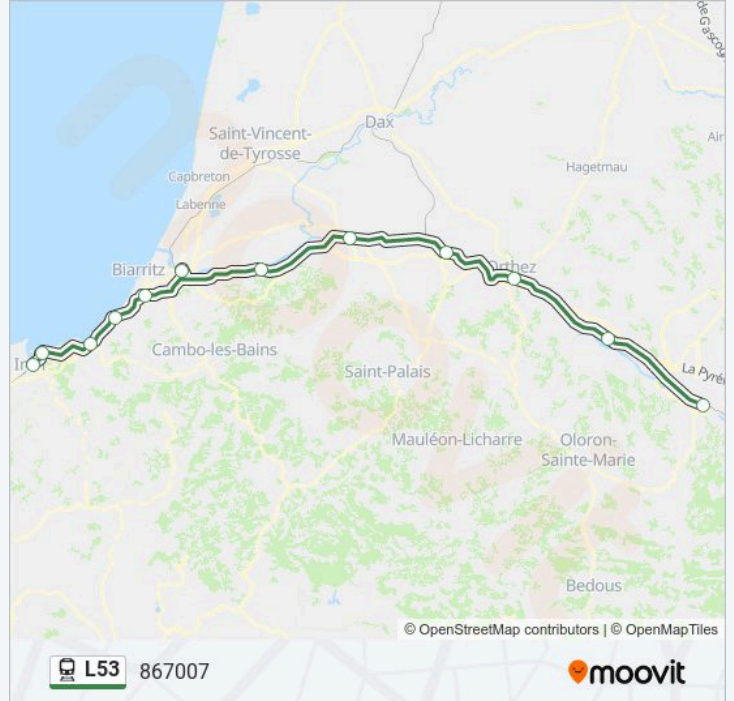 de Gascog
Dax
Saint-Vincent-
de-Tyrosse
Air
Hagetmau
Capbreton
Labenne
Biarritz
Orthez
Cambo-les-Bains
La Pyré
Saint-Palais
Mauléon-Licharre
Oloron-
Sainte-Marie
Bedous
© OpenStreetMap contributors | © OpenMapTiles
L53 867007
moovit